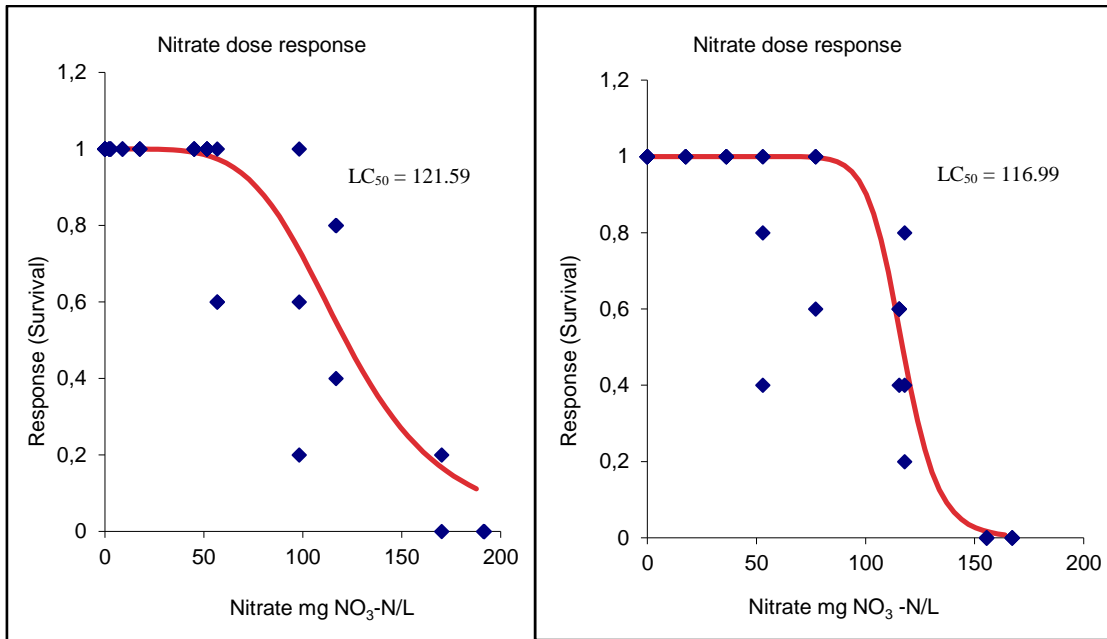 Nitrate dose response
1,2
1
0,8
0,6
0,4
0,2
0
Response (Survival)
LC₅₀ = 121.59
0 50 100 150 200
Nitrate mg NO₃-N/L
Nitrate dose response
1,2
1
0,8
0,6
0,4
0,2
0
Response (Survival)
LC₅₀ = 116.99
0 50 100 150 200
Nitrate mg NO₃ -N/L